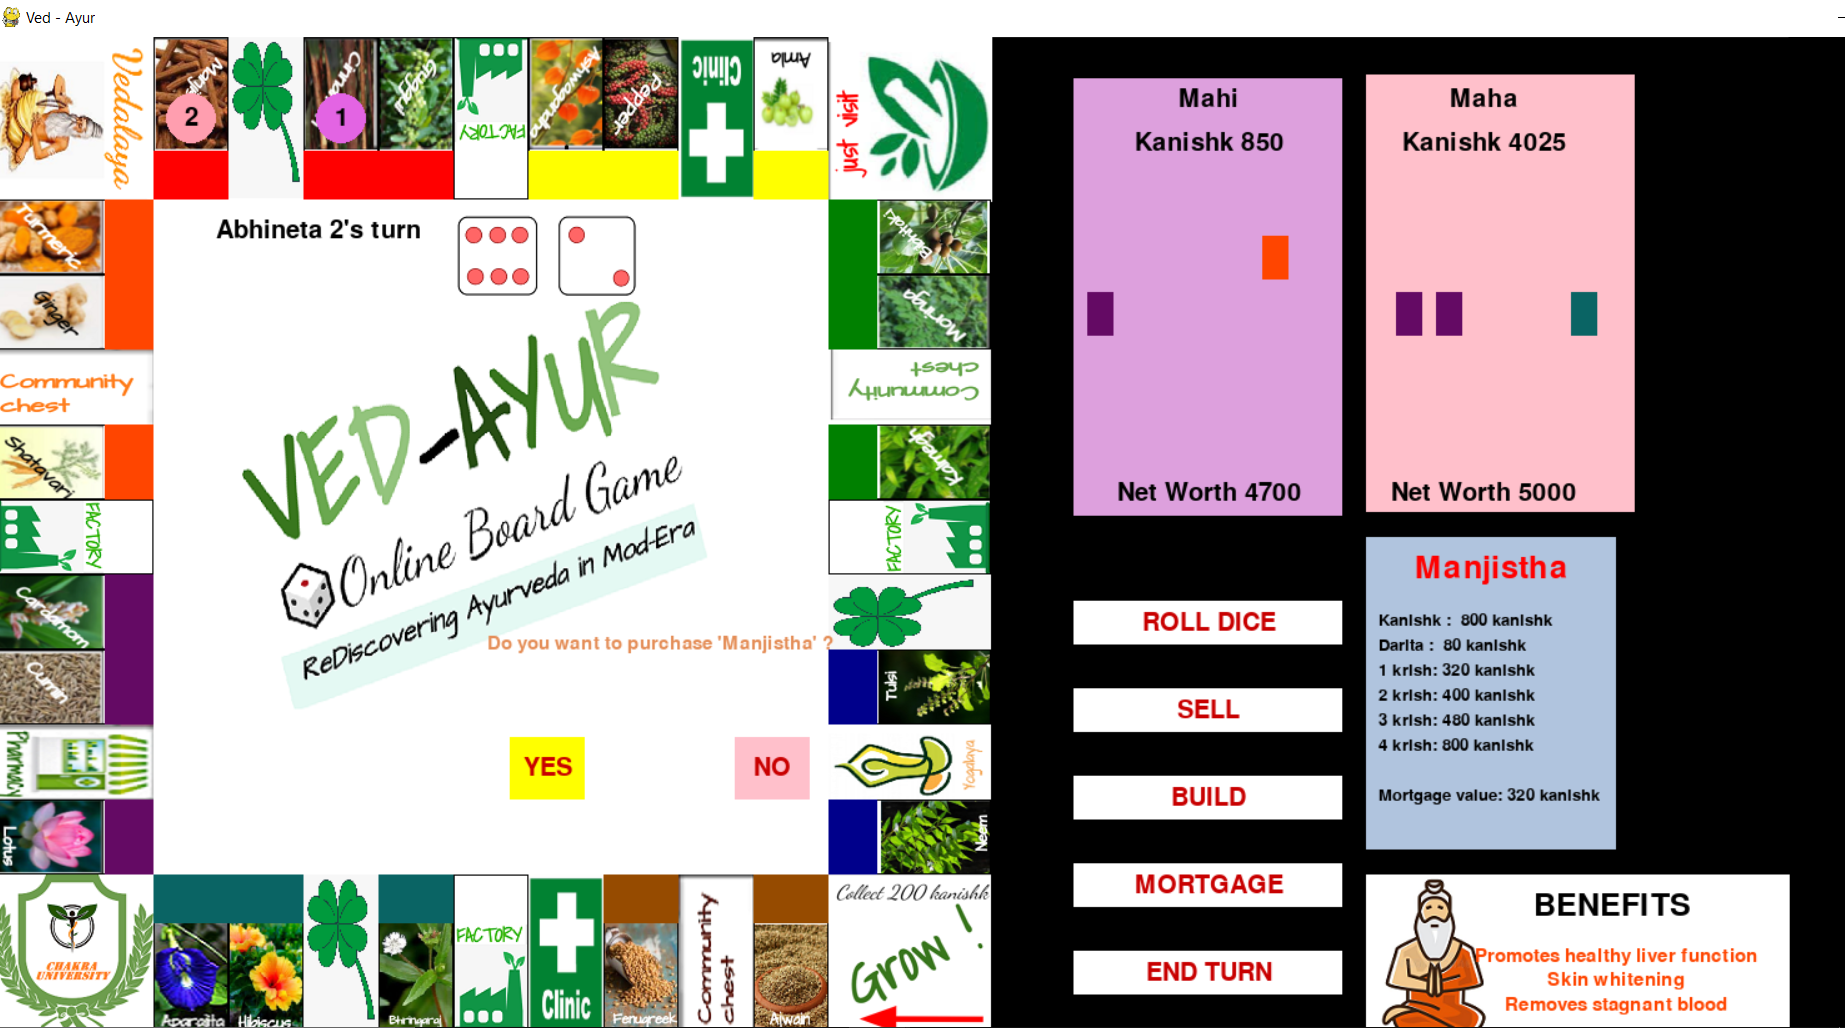 Ved - Ayur
Vedalaya
2
1
Guggul
FACTORY
Ashwagandha
Pepper
Clinic
Amla
just visit
Turmeric
Ginger
Community
chest
Shatavari
FACTORY
Cardamom
Cumin
Pharmacy
Lotus
CHAKRA
UNIVERSITY
Abhineta 2's turn
VED-AYUR
Online Board Game
ReDiscovering Ayurveda in Mod-Era
Do you want to purchase 'Manjistha' ?
YES
NO
Moringa
Community
chest
Kalmegh
FACTORY
Tulsi
Yogalaya
Neem
Aparajita
Hibiscus
Bhringaraj
FACTORY
Clinic
Fenugreek
Community
chest
Ajwain
Collect 200 kanishk
Grow !
Mahi
Kanishk 850
Net Worth 4700
Maha
Kanishk 4025
Net Worth 5000
ROLL DICE
SELL
BUILD
MORTGAGE
END TURN
Manjistha
Kanishk : 800 kanishk
Darita : 80 kanishk
1 krish: 320 kanishk
2 krish: 400 kanishk
3 krish: 480 kanishk
4 krish: 800 kanishk
Mortgage value: 320 kanishk
BENEFITS
Promotes healthy liver function
Skin whitening
Removes stagnant blood